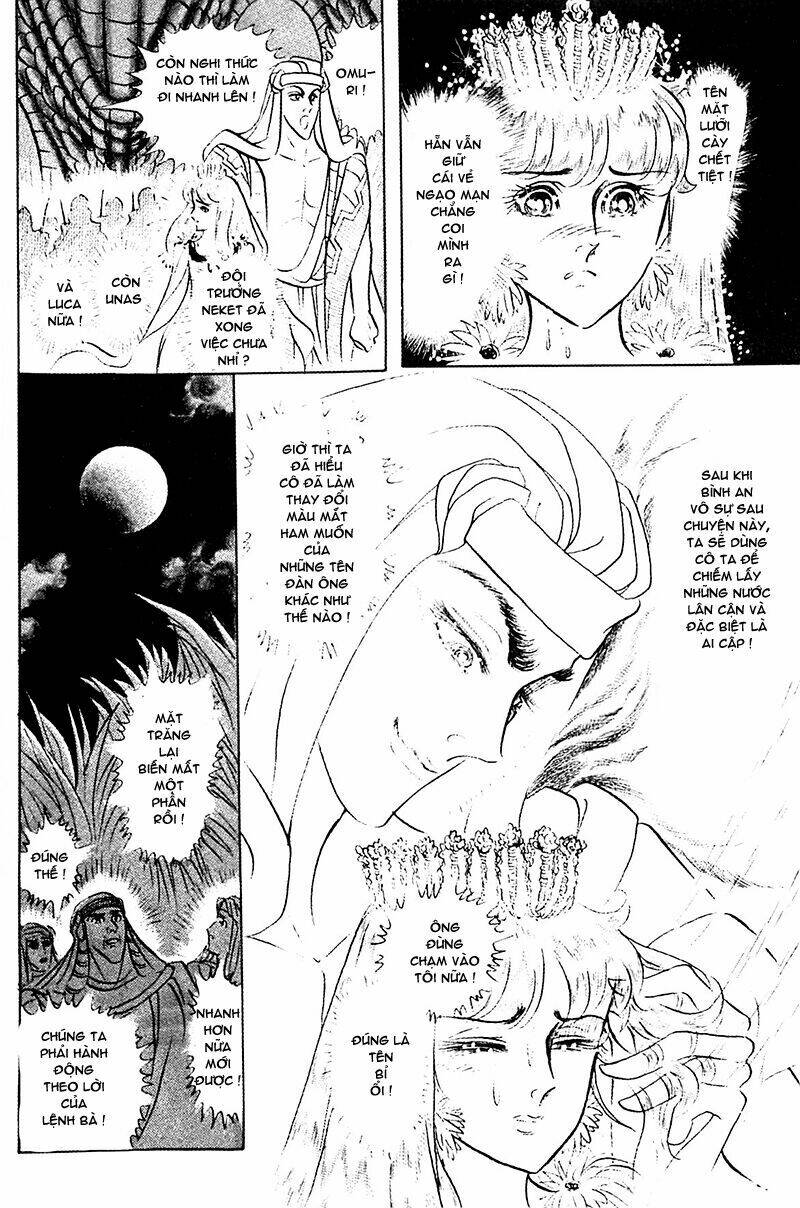 CÒN NGHI THỨC
NÀO THÌ LÀM
ĐI NHANH LÊN !
OMU-
RI !
VÀ
LUCA
NỮA !
CÒN
UNAS
ĐỘI
TRƯỞNG
NEKET ĐÃ
XONG
VIỆC CHƯA
NHỈ ?
TÊN
MẶT LƯỠI
CÀY
CHẾT
TIỆT !
HẮN VẪN
GIỮ
CÁI VẺ
NGẠO MẠN
CHẲNG
COI
MÌNH
RA
GÌ !
GIỜ THÌ TA
ĐÃ HIỂU
CÔ ĐÃ LÀM
THAY ĐỔI
MÀU MẮT
HAM MUỐN
CỦA
NHỮNG TÊN
ĐÀN ÔNG
KHÁC NHƯ
THẾ NÀO !
SAU KHI
BÌNH AN
VÔ SỰ SAU
CHUYỆN NÀY,
TA SẼ DÙNG
CÔ TA ĐỂ
CHIẾM LẤY
NHỮNG NƯỚC
LÂN CẬN VÀ
ĐẶC BIỆT LÀ
AI CẬP !
MẶT
TRĂNG LẠI
BIẾN MẤT
MỘT
PHẦN
RỒI !
ĐÚNG
THẾ !
NHANH
HƠN
NỮA
MỚI
ĐƯỢC !
CHÚNG TA
PHẢI HÀNH
ĐỘNG
THEO LỜI
CỦA
LỆNH BÀ !
ÔNG
ĐỪNG
CHẠM VÀO
TÔI NỮA !
ĐÚNG LÀ
TÊN
BỈ
ỔI !